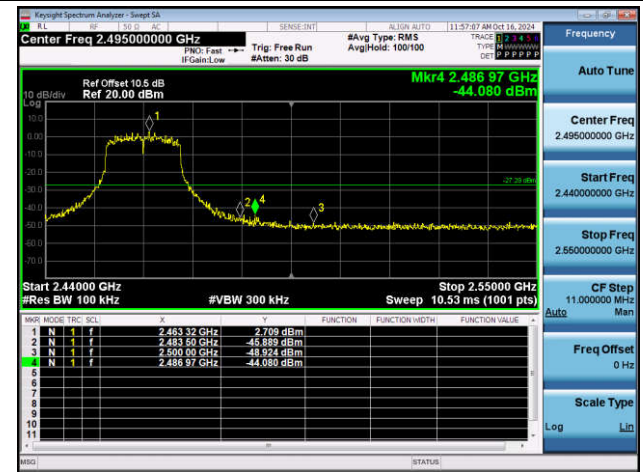 Keysight Spectrum Analyzer - Swept SA
RL RF 50 Ω AC SENSE:INT ALIGN AUTO 11:57:07 AM Oct 16, 2024
Center Freq 2.495000000 GHz
PNO: Fast
IFGain:Low
Trig: Free Run
#Atten: 30 dB
#Avg Type: RMS
Avg|Hold: 100/100
TRACE 1 2 3 4 5 6
TYPE M W W W W W
DET P P P P P P
Ref Offset 10.5 dB
Ref 20.00 dBm
Mkr4 2.486 97 GHz
-44.080 dBm
10 dB/div
Log
10.0
0.00
-10.0
-20.0
-30.0
-40.0
-50.0
-60.0
-70.0
1
2
4
3
-27.29 dBm
Start 2.44000 GHz
Stop 2.55000 GHz
#Res BW 100 kHz
#VBW 300 kHz
Sweep 10.53 ms (1001 pts)
MKR MODE TRC SCL X Y FUNCTION FUNCTION WIDTH FUNCTION VALUE
1 N 1 f 2.463 32 GHz 2.709 dBm
2 N 1 f 2.483 50 GHz -45.889 dBm
3 N 1 f 2.500 00 GHz -48.924 dBm
4 N 1 f 2.486 97 GHz -44.080 dBm
5
6
7
8
9
10
11
MSG
STATUS
Frequency
Auto Tune
Center Freq
2.495000000 GHz
Start Freq
2.440000000 GHz
Stop Freq
2.550000000 GHz
CF Step
11.000000 MHz
Auto Man
Freq Offset
0 Hz
Scale Type
Log Lin